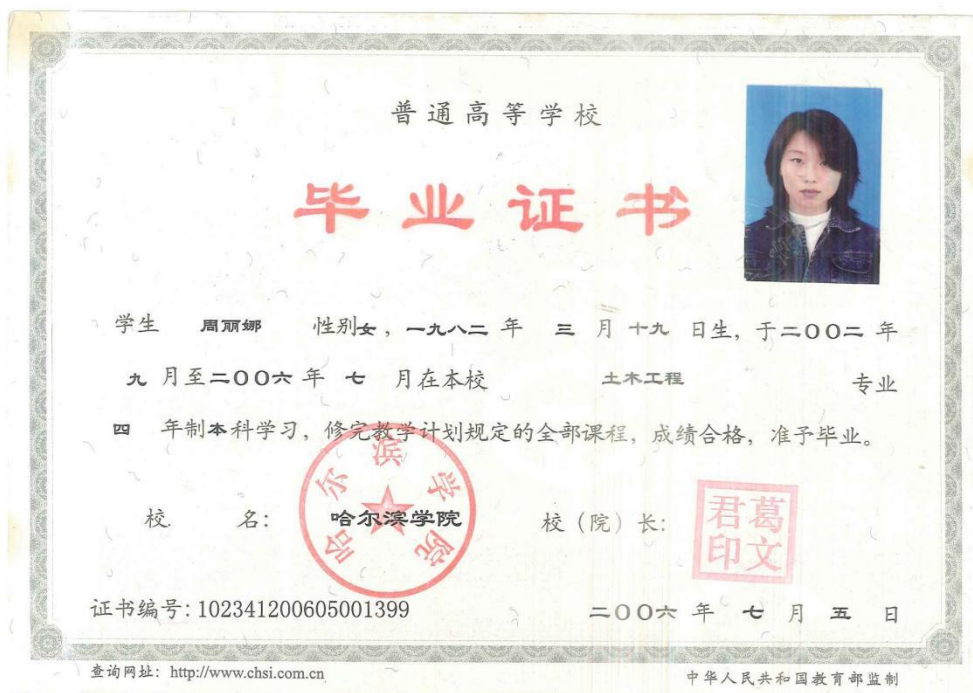 普通高等学校
毕业证书
学生 周丽娜 性别女，一九八二 年 三 月 十九 日生，于二〇〇二 年
九 月至二〇〇六 年 七 月在本校 土木工程 专业
四 年制本科学习，修完教学计划规定的全部课程，成绩合格，准予毕业。
校 名： 哈尔滨学院 校（院）长：
哈尔滨学院
葛文君印
证书编号：102341200605001399 二〇〇六 年 七 月 五 日
查询网址：http://www.chsi.com.cn 中华人民共和国教育部监制